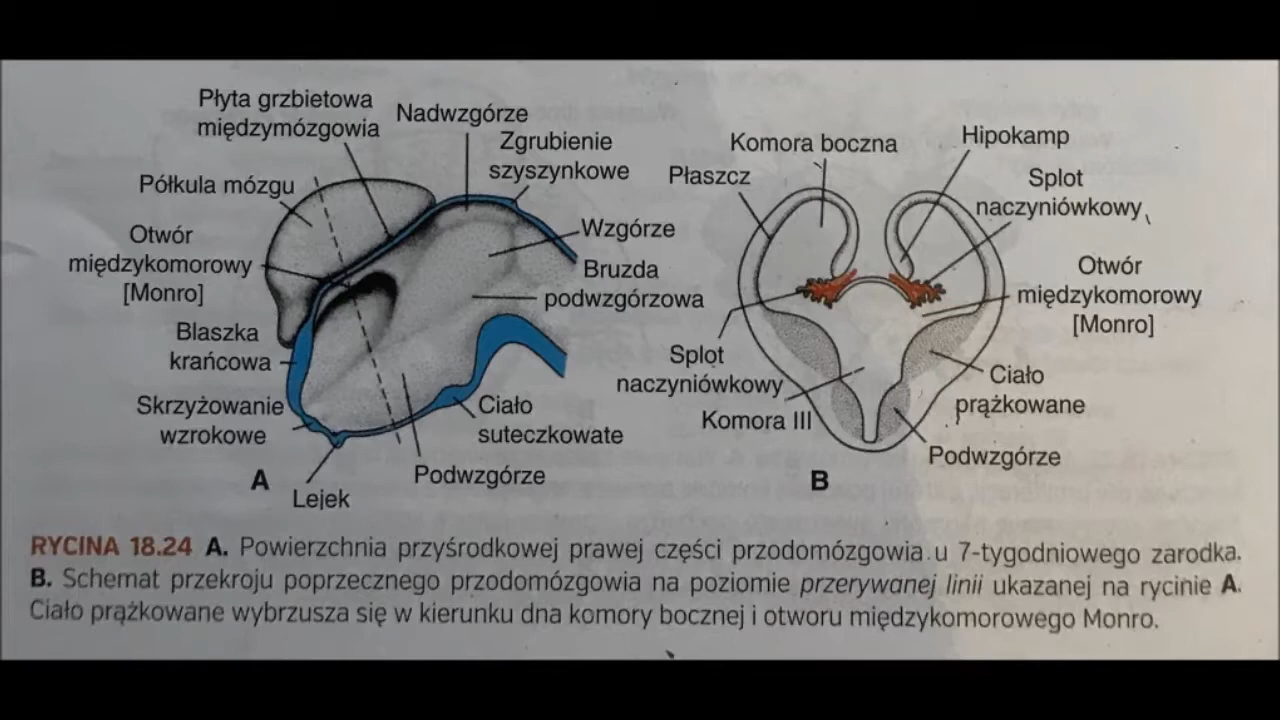 Płyta grzbietowa
międzymózgowia
Nadwzgórze
Zgrubienie
szyszynkowe
Półkula mózgu
Otwór
międzykomorowy
[Monro]
Wzgórze
Bruzda
podwzgórzowa
Blaszka
krańcowa
Skrzyżowanie
wzrokowe
Ciało
suteczkowate
Podwzgórze
Lejek
A
Komora boczna
Hipokamp
Płaszcz
Splot
naczyniówkowy
Otwór
międzykomorowy
[Monro]
Splot
naczyniówkowy
Ciało
prążkowane
Komora III
Podwzgórze
B
RYCINA 18.24 A. Powierzchnia przyśrodkowej prawej części przodomózgowia u 7-tygodniowego zarodka.
B. Schemat przekroju poprzecznego przodomózgowia na poziomie przerywanej linii ukazanej na rycinie A.
Ciało prążkowane wybrzusza się w kierunku dna komory bocznej i otworu międzykomorowego Monro.